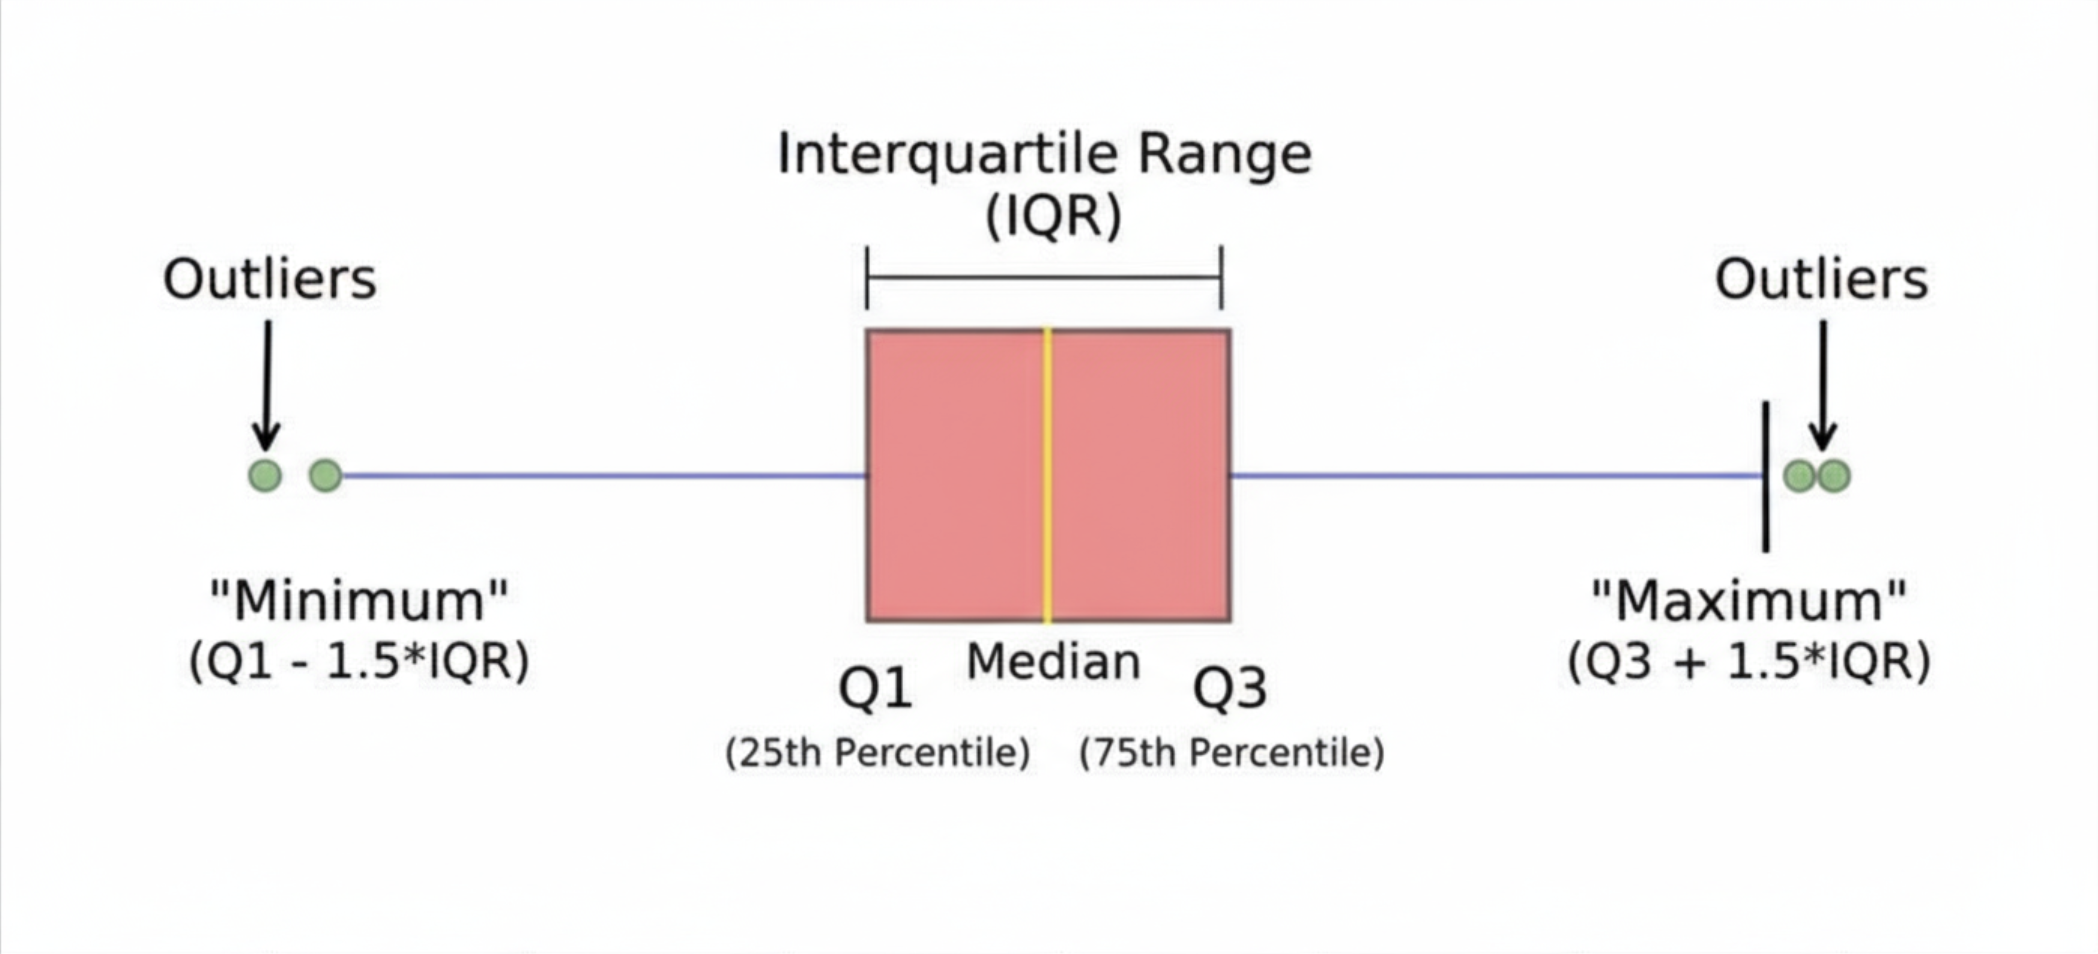 Interquartile Range
(IQR)
Outliers
Outliers
"Minimum"
(Q1 - 1.5*IQR)
"Maximum"
(Q3 + 1.5*IQR)
Median
Q1
Q3
(25th Percentile)
(75th Percentile)